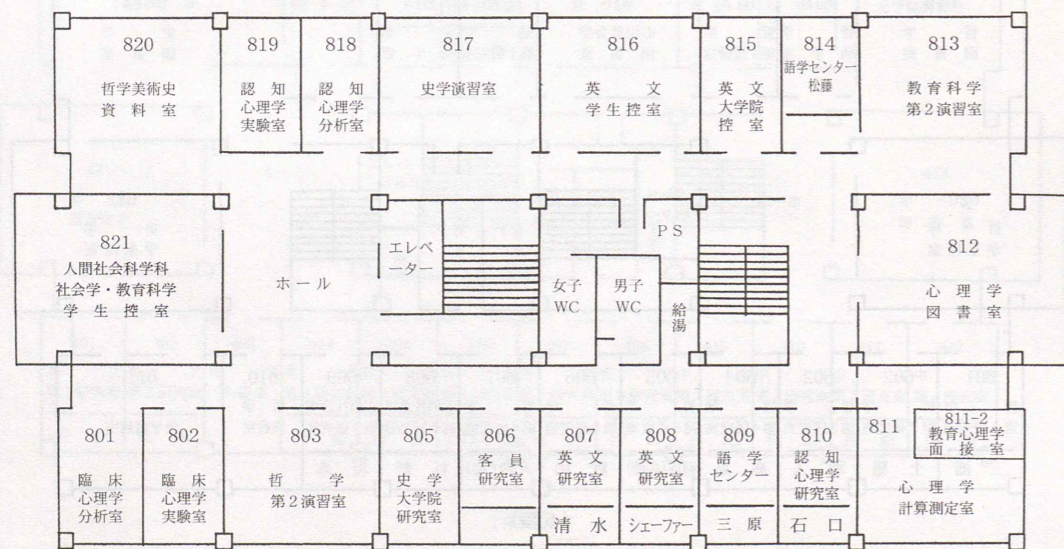 820
哲学美術史
資料室
819
認知
心理学
実験室
818
認知
心理学
分析室
817
史学演習室
816
英文
学生控室
815
英文
大学院
控室
814
語学センター
松藤
813
教育科学
第2演習室
821
人間社会科学科
社会学・教育科学
学生控室
ホール
エレベ
ーター
女子
WC
男子
WC
PS
給湯
812
心理学
図書室
801
臨床
心理学
分析室
802
臨床
心理学
実験室
803
哲学
第2演習室
805
史学
大学院
研究室
806
客員
研究室
807
英文
研究室
清水
808
英文
研究室
シェーファー
809
語学
センター
三原
810
認知
心理学
研究室
石口
811
811-2
教育心理学
面接室
心理学
計算測定室